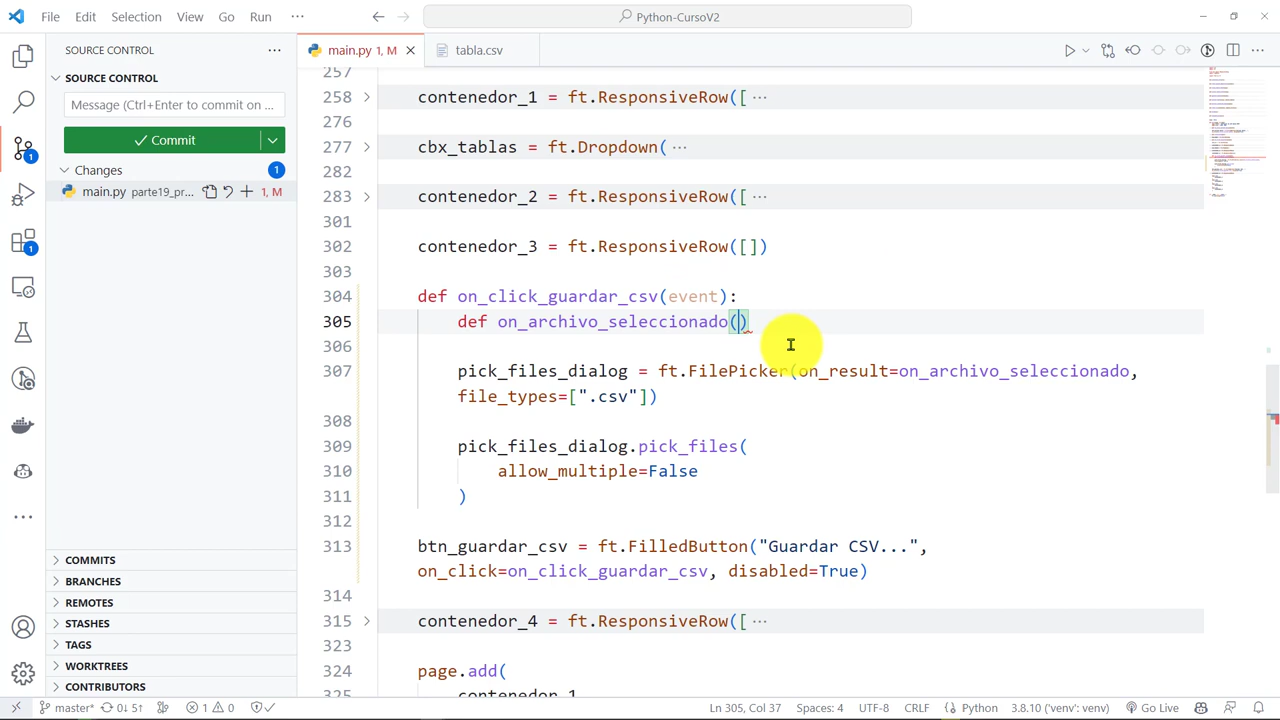 File Edit Selection View Go Run ··· Python-CursoV2
SOURCE CONTROL ···
main.py 1, M
tabla.csv
SOURCE CONTROL
Message (Ctrl+Enter to commit on ...
Commit
Changes 1
main.py pare19_pr... M
COMMITS
BRANCHES
REMOTES
STASHES
TAGS
WORKTREES
CONTRIBUTORS
257
258 contenedor_1 = ft.ResponsiveRow([ ···
276
277 cbx_tablas = ft.Dropdown(
282
283 contenedor_2 = ft.ResponsiveRow([ ···
301
302 contenedor_3 = ft.ResponsiveRow([])
303
304 def on_click_guardar_csv(event):
305 def on_archivo_seleccionado()
306
307 pick_files_dialog = ft.FilePicker(on_result=on_archivo_seleccionado,
file_types=[".csv"])
308
309 pick_files_dialog.pick_files(
310 allow_multiple=False
311 )
312
313 btn_guardar_csv = ft.FilledButton("Guardar CSV...",
on_click=on_click_guardar_csv, disabled=True)
314
315 contenedor_4 = ft.ResponsiveRow([ ···
323
324 page.add(
325 contenedor_1
master* 0↓ 5↑ 1 0 Ln 305, Col 37 Spaces: 4 UTF-8 CRLF Python 3.8.10 ('venv': venv) Go Live